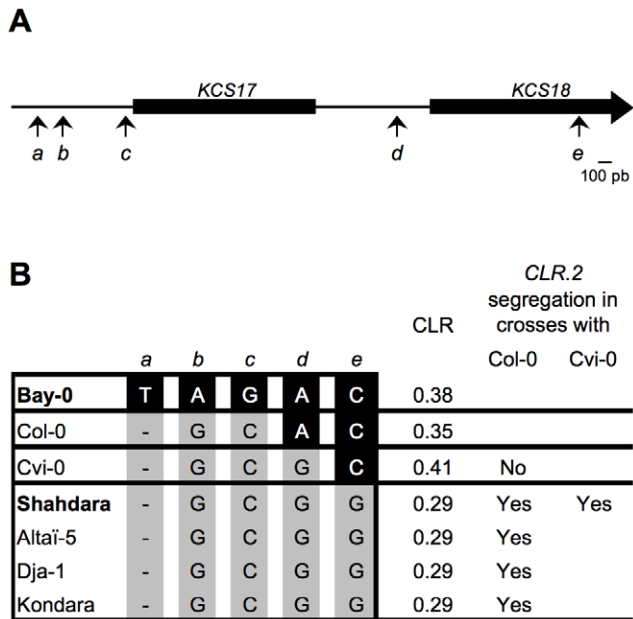 A
KCS17 KCS18
a b c d e
100 pb
B
CLR.2
segregation in
CLR crosses with
a b c d e Col-0 Cvi-0
Bay-0 T A G A C 0.38
Col-0 - G C A C 0.35
Cvi-0 - G C G C 0.41 No
Shahdara - G C G G 0.29 Yes Yes
Altaï-5 - G C G G 0.29 Yes
Dja-1 - G C G G 0.29 Yes
Kondara - G C G G 0.29 Yes